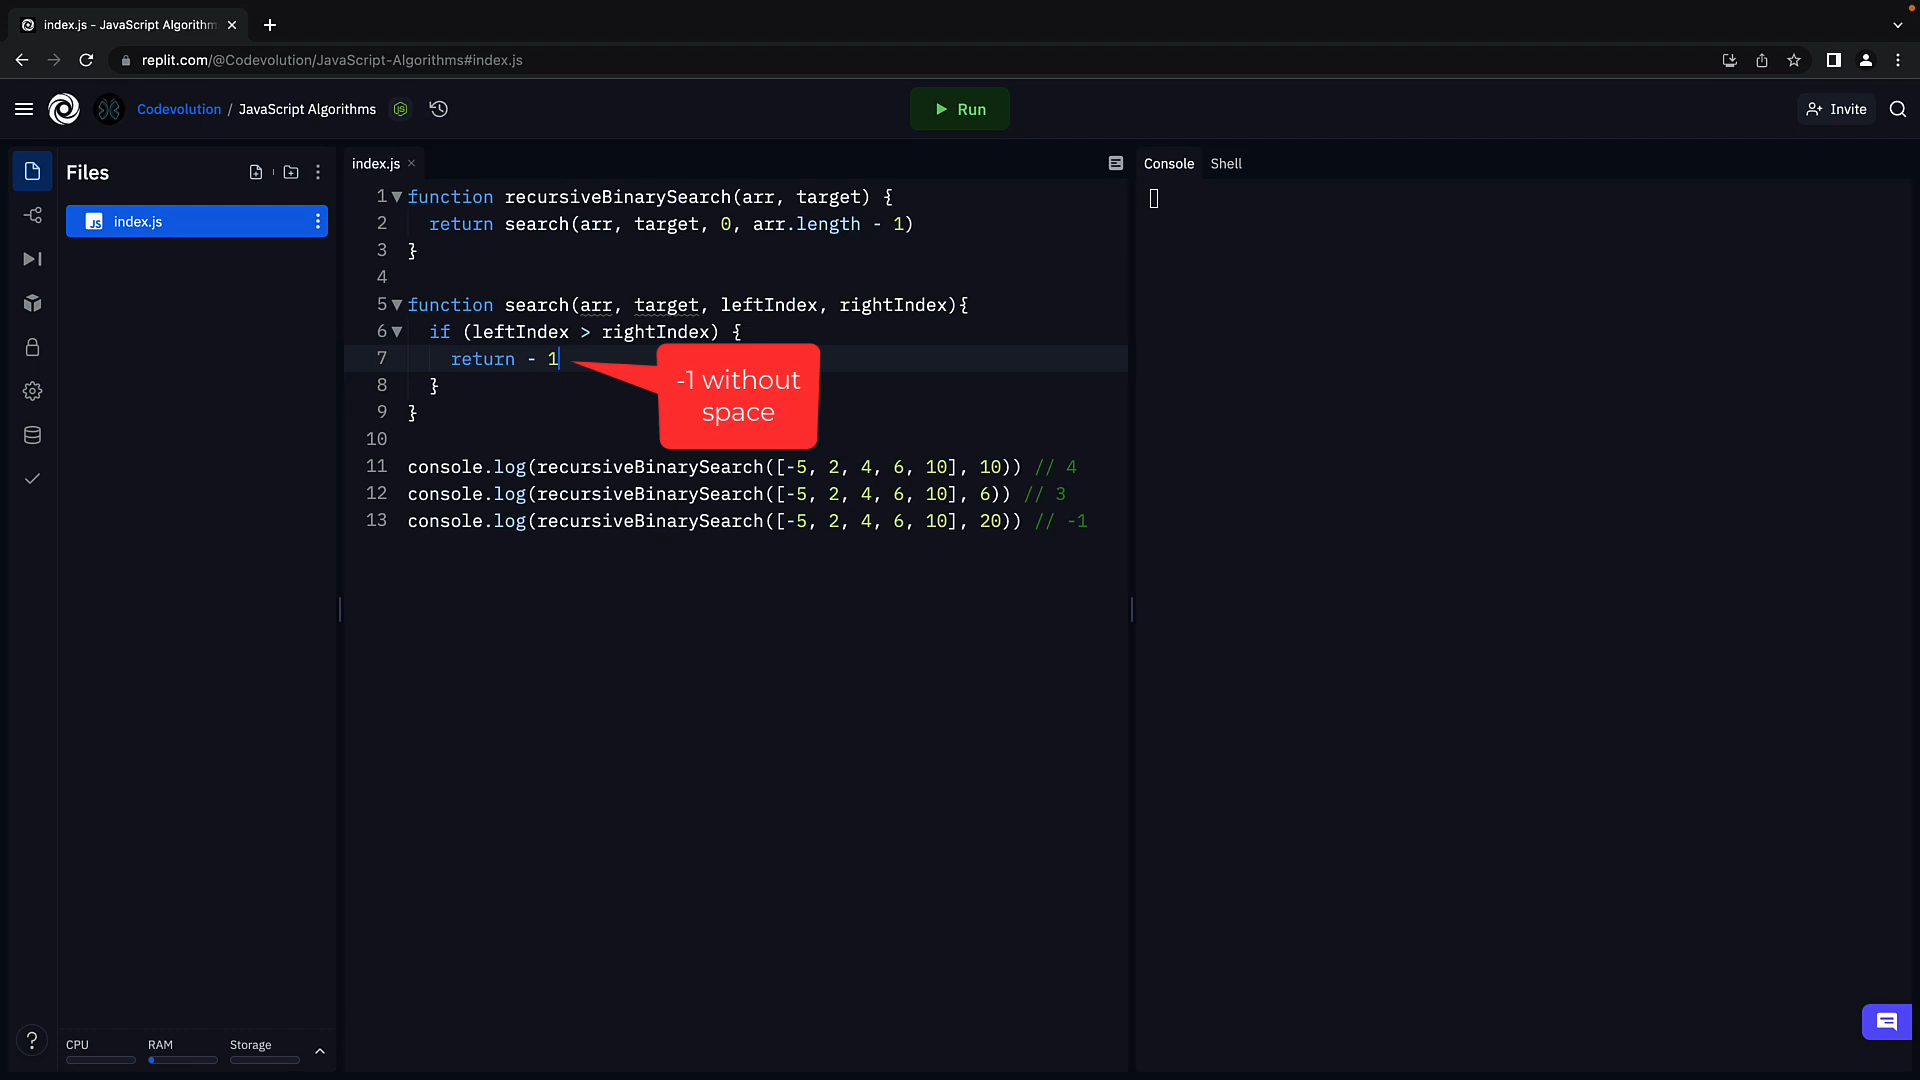 index.js - JavaScript Algorithm
replit.com/@Codevolution/JavaScript-Algorithms#index.js
Codevolution / JavaScript Algorithms
Run
Invite
Files
index.js
JS index.js
Console
Shell
1 function recursiveBinarySearch(arr, target) {
2 return search(arr, target, 0, arr.length - 1)
3 }
4
5 function search(arr, target, leftIndex, rightIndex){
6 if (leftIndex > rightIndex) {
7 return - 1
8 }
9 }
10
11 console.log(recursiveBinarySearch([-5, 2, 4, 6, 10], 10)) // 4
12 console.log(recursiveBinarySearch([-5, 2, 4, 6, 10], 6)) // 3
13 console.log(recursiveBinarySearch([-5, 2, 4, 6, 10], 20)) // -1
-1 without
space
?
CPU
RAM
Storage